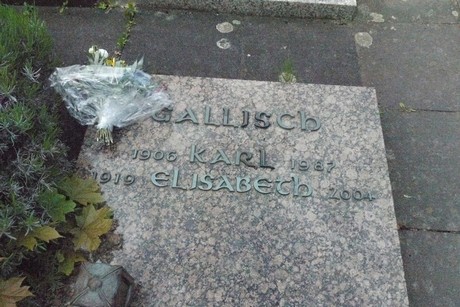 GALLISCH
1906 KARL 1987
1919 ELISABETH 2004